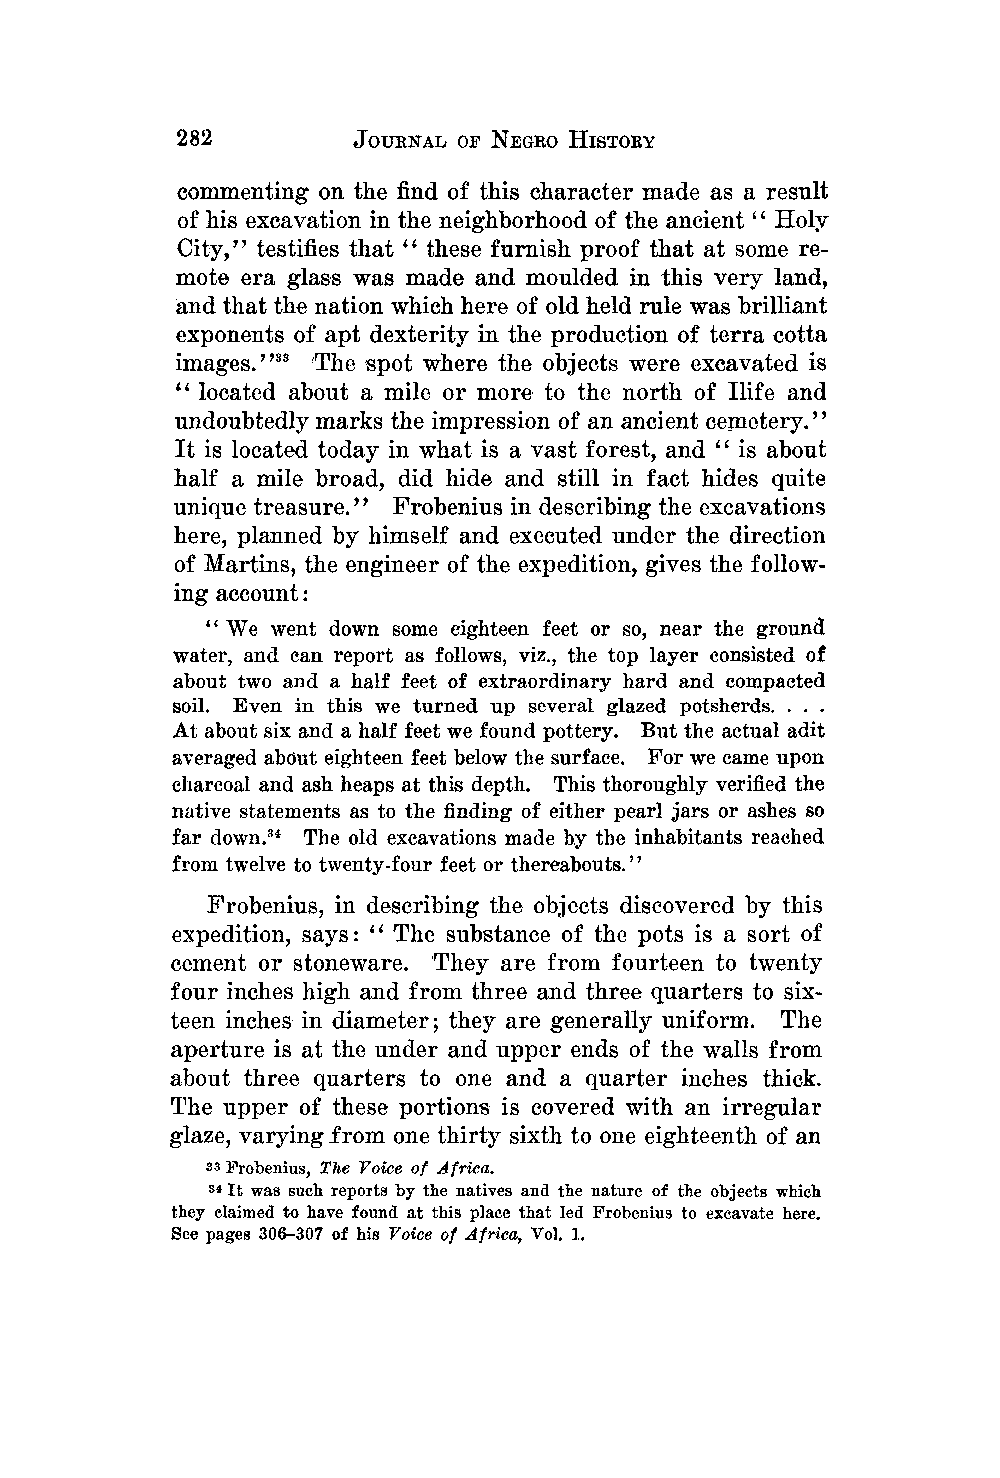 282 JOURNAL OF NEGRO HISTORY
commenting on the find of this character made as a result
of his excavation in the neighborhood of the ancient “ Holy
City,” testifies that “ these furnish proof that at some re-
mote era glass was made and moulded in this very land,
and that the nation which here of old held rule was brilliant
exponents of apt dexterity in the production of terra cotta
images.”33 The spot where the objects were excavated is
“ located about a mile or more to the north of Ilife and
undoubtedly marks the impression of an ancient cemetery.”
It is located today in what is a vast forest, and “ is about
half a mile broad, did hide and still in fact hides quite
unique treasure.” Frobenius in describing the excavations
here, planned by himself and executed under the direction
of Martins, the engineer of the expedition, gives the follow-
ing account:
“ We went down some eighteen feet or so, near the ground
water, and can report as follows, viz., the top layer consisted of
about two and a half feet of extraordinary hard and compacted
soil. Even in this we turned up several glazed potsherds. . . .
At about six and a half feet we found pottery. But the actual adit
averaged about eighteen feet below the surface. For we came upon
charcoal and ash heaps at this depth. This thoroughly verified the
native statements as to the finding of either pearl jars or ashes so
far down.34 The old excavations made by the inhabitants reached
from twelve to twenty-four feet or thereabouts.”
Frobenius, in describing the objects discovered by this
expedition, says: “ The substance of the pots is a sort of
cement or stoneware. They are from fourteen to twenty
four inches high and from three and three quarters to six-
teen inches in diameter; they are generally uniform. The
aperture is at the under and upper ends of the walls from
about three quarters to one and a quarter inches thick.
The upper of these portions is covered with an irregular
glaze, varying from one thirty sixth to one eighteenth of an
33 Frobenius, The Voice of Africa.
34 It was such reports by the natives and the nature of the objects which
they claimed to have found at this place that led Frobenius to excavate here.
See pages 306–307 of his Voice of Africa, Vol. 1.